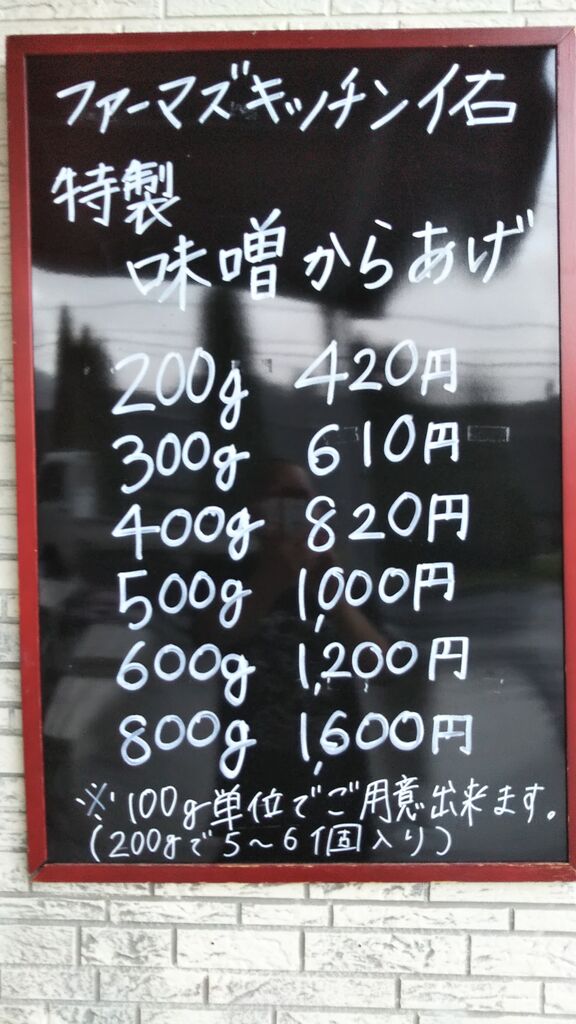 ファーマズキッチン佑
特製
味噌からあげ
200g 420円
300g 610円
400g 820円
500g 1,000円
600g 1,200円
800g 1,600円
※100g単位でご用意出来ます。
(200gで5～6個入り)